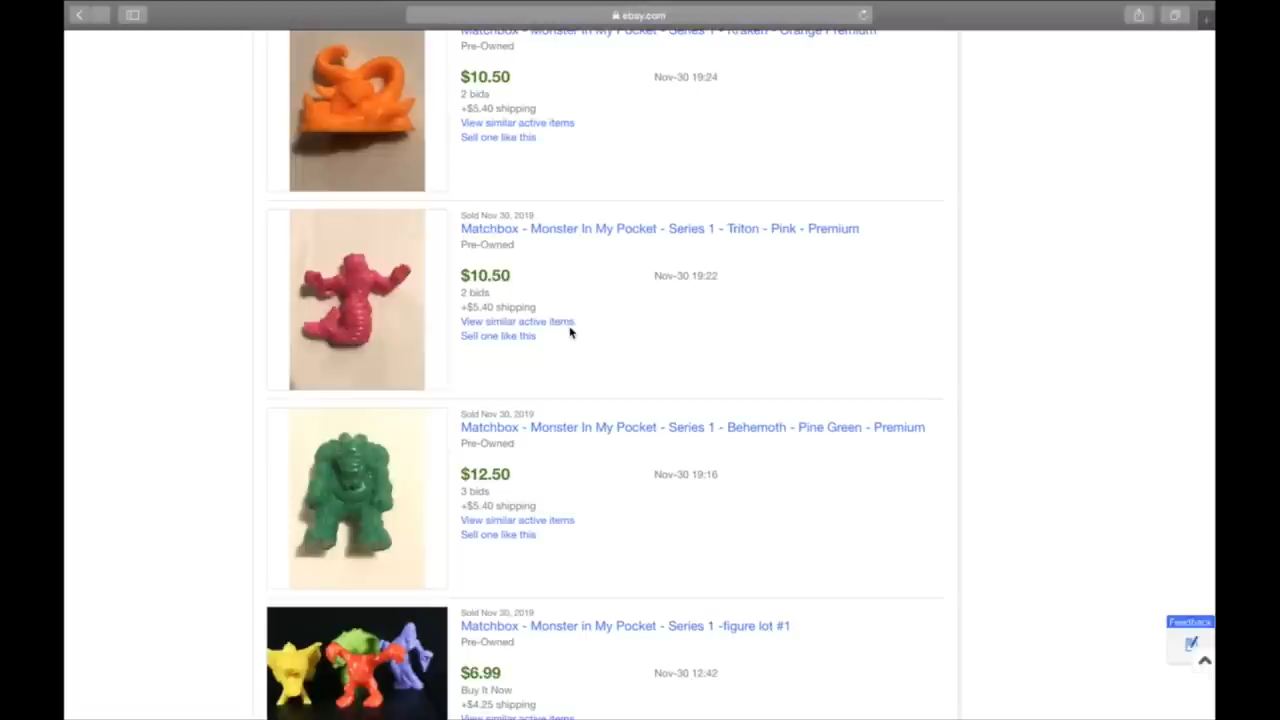 ebay.com
Matchbox - Monster In My Pocket - Series 1 - Kraken - Orange Premium
Pre-Owned
$10.50
Nov-30 19:24
2 bids
+$5.40 shipping
View similar active items
Sell one like this
Sold Nov 30, 2019
Matchbox - Monster In My Pocket - Series 1 - Triton - Pink - Premium
Pre-Owned
$10.50
Nov-30 19:22
2 bids
+$5.40 shipping
View similar active items
Sell one like this
Sold Nov 30, 2019
Matchbox - Monster In My Pocket - Series 1 - Behemoth - Pine Green - Premium
Pre-Owned
$12.50
Nov-30 19:16
3 bids
+$5.40 shipping
View similar active items
Sell one like this
Sold Nov 30, 2019
Matchbox - Monster in My Pocket - Series 1 -figure lot #1
Pre-Owned
$6.99
Nov-30 12:42
Buy It Now
+$4.25 shipping
View similar active items
Feedback